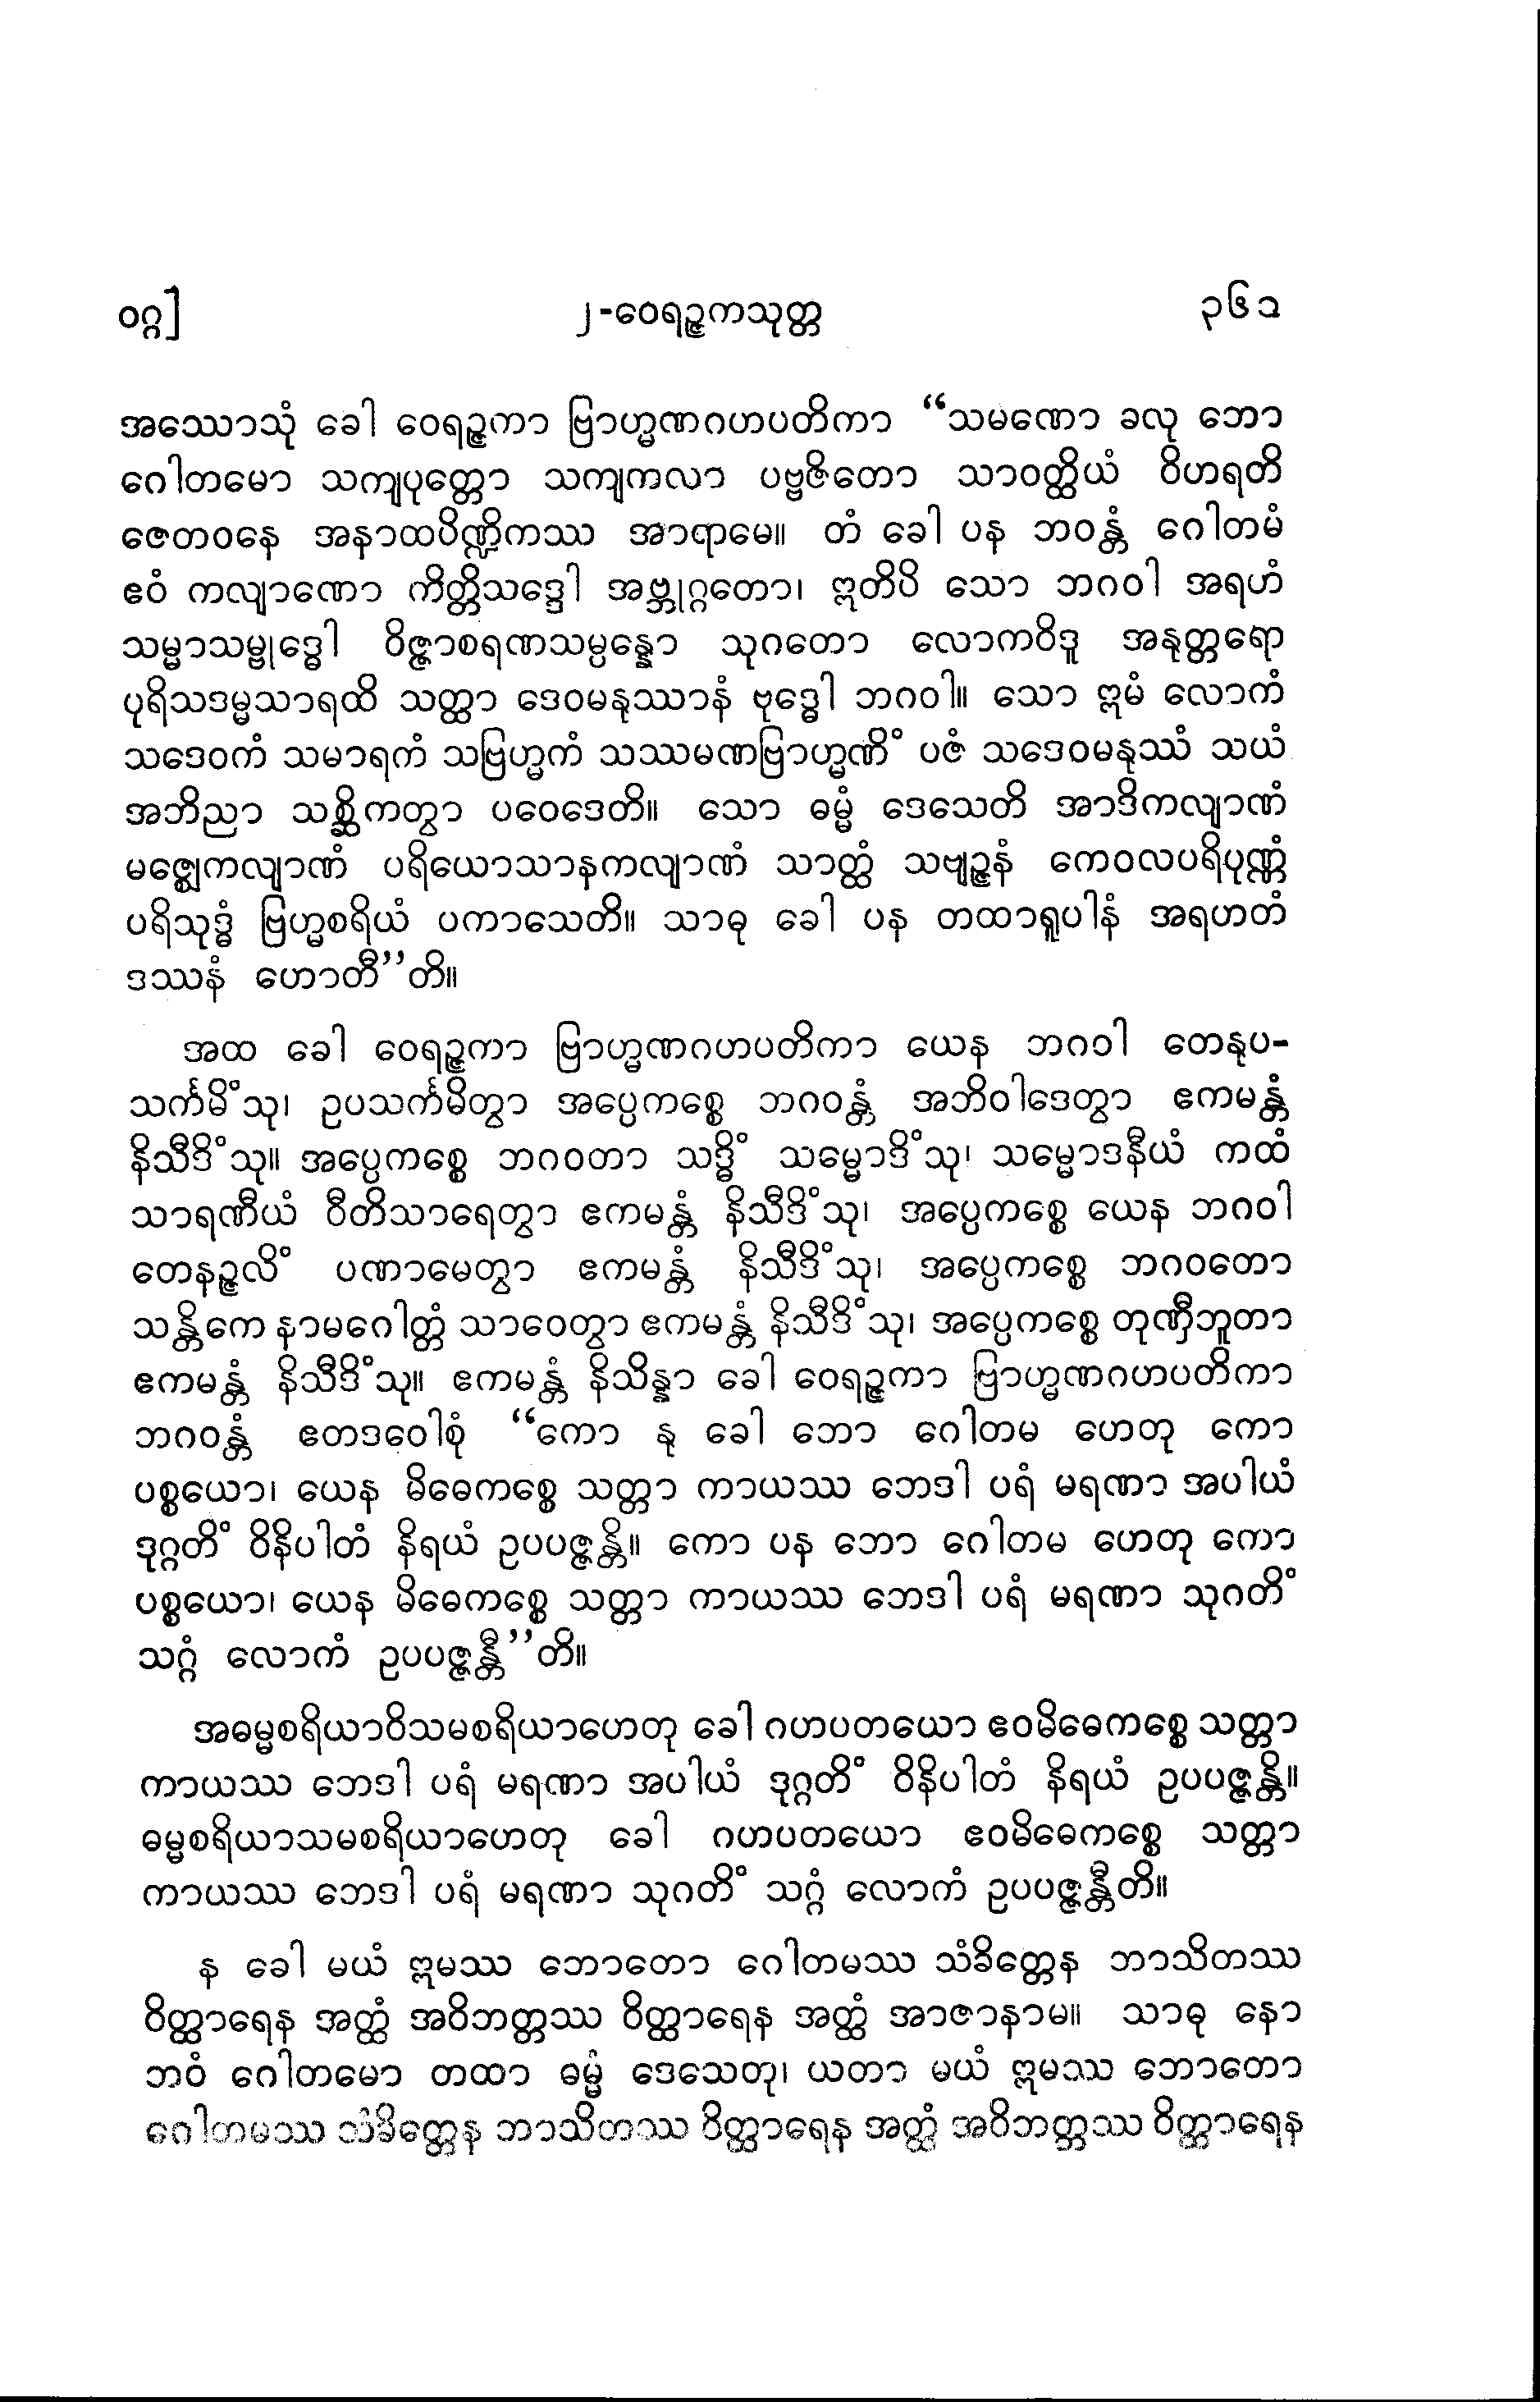 ဝဂ္ဂ] ၂-ဝေရဉ္ဇကသုတ္တ ၃၆၁
အဿောသုံ ခေါ ဝေရဉ္ဇကာ ဗြာဟ္မဏဂဟပတိကာ “သမဏော ခလု ဘော
ဂေါတမော သကျပုတ္တော သကျကလာ ပဗ္ဗဇိတော သာဝတ္ထိယံ ဝိဟရတိ
ဇေတဝနေ အနာထပိဏ္ဍိကဿ အာရာမေ။ တံ ခေါ ပန ဘဝန္တံ ဂေါတမံ
ဧဝံ ကလျာဏော ကိတ္တိသဒ္ဒေါ အဗ္ဘုဂ္ဂတော၊ ဣတိပိ သော ဘဂဝါ အရဟံ
သမ္မာသမ္ဗုဒ္ဓေါ ဝိဇ္ဇာစရဏသမ္ပန္နော သုဂတော လောကဝိဒူ အနုတ္တရော
ပုရိသဒမ္မသာရထိ သတ္ထာ ဒေဝမနုဿာနံ ဗုဒ္ဓေါ ဘဂဝါ။ သော ဣမံ လောကံ
သဒေဝကံ သမာရကံ သဗြဟ္မကံ သဿမဏဗြာဟ္မဏိံ ပဇံ သဒေဝမနုဿံ သယံ
အဘိညာ သစ္ဆိကတွာ ပဝေဒေတိ။ သော ဓမ္မံ ဒေသေတိ အာဒိကလျာဏံ
မဇ္ဈေကလျာဏံ ပရိယောသာနကလျာဏံ သာတ္ထံ သဗျဉ္ဇနံ ကေဝလပရိပုဏ္ဏံ
ပရိသုဒ္ဓံ ဗြဟ္မစရိယံ ပကာသေတိ။ သာဓု ခေါ ပန တထာရူပါနံ အရဟတံ
ဒဿနံ ဟောတီ”တိ။
အထ ခေါ ဝေရဉ္ဇကာ ဗြာဟ္မဏဂဟပတိကာ ယေန ဘဂဝါ တေနုပ-
သင်္ကမိံသု၊ ဥပသင်္ကမိတွာ အပ္ပေကစ္စေ ဘဂဝန္တံ အဘိဝါဒေတွာ ဧကမန္တံ
နိသီဒိံသု။ အပ္ပေကစ္စေ ဘဂဝတာ သဒ္ဓိံ သမ္မောဒိံသု၊ သမ္မောဒနီယံ ကထံ
သာရဏီယံ ဝီတိသာရေတွာ ဧကမန္တံ နိသီဒိံသု၊ အပ္ပေကစ္စေ ယေန ဘဂဝါ
တေနဉ္ဇလိံ ပဏာမေတွာ ဧကမန္တံ နိသီဒိံသု၊ အပ္ပေကစ္စေ ဘဂဝတော
သန္တိကေ နာမဂေါတ္တံ သာဝေတွာ ဧကမန္တံ နိသီဒိံသု၊ အပ္ပေကစ္စေ တုဏှီဘူတာ
ဧကမန္တံ နိသီဒိံသု။ ဧကမန္တံ နိသိန္နာ ခေါ ဝေရဉ္ဇကာ ဗြာဟ္မဏဂဟပတိကာ
ဘဂဝန္တံ ဧတဒဝေါစုံ “ကော နု ခေါ ဘော ဂေါတမ ဟေတု ကော
ပစ္စယော၊ ယေန မိဓေကစ္စေ သတ္တာ ကာယဿ ဘေဒါ ပရံ မရဏာ အပါယံ
ဒုဂ္ဂတိံ ဝိနိပါတံ နိရယံ ဥပပဇ္ဇန္တိ။ ကော ပန ဘော ဂေါတမ ဟေတု ကော
ပစ္စယော၊ ယေန မိဓေကစ္စေ သတ္တာ ကာယဿ ဘေဒါ ပရံ မရဏာ သုဂတိံ
သဂ္ဂံ လောကံ ဥပပဇ္ဇန္တီ”တိ။
အဓမ္မစရိယာဝိသမစရိယာဟေတု ခေါ ဂဟပတယော ဧဝမိဓေကစ္စေ သတ္တာ
ကာယဿ ဘေဒါ ပရံ မရဏာ အပါယံ ဒုဂ္ဂတိံ ဝိနိပါတံ နိရယံ ဥပပဇ္ဇန္တိ။
ဓမ္မစရိယာသမစရိယာဟေတု ခေါ ဂဟပတယော ဧဝမိဓေကစ္စေ သတ္တာ
ကာယဿ ဘေဒါ ပရံ မရဏာ သုဂတိံ သဂ္ဂံ လောကံ ဥပပဇ္ဇန္တီတိ။
န ခေါ မယံ ဣမဿ ဘောတော ဂေါတမဿ သံခိတ္တေန ဘာသိတဿ
ဝိတ္ထာရေန အတ္ထံ အဝိဘတ္တဿ ဝိတ္ထာရေန အတ္ထံ အာဇာနာမ။ သာဓု နော
ဘဝံ ဂေါတမော တထာ ဓမ္မံ ဒေသေတု၊ ယတာ မယံ ဣမဿ ဘောတော
ဂေါတမဿ သံခိတ္တေန ဘာသိတဿ ဝိတ္ထာရေန အတ္ထံ အဝိဘတ္တဿ ဝိတ္ထာရေန